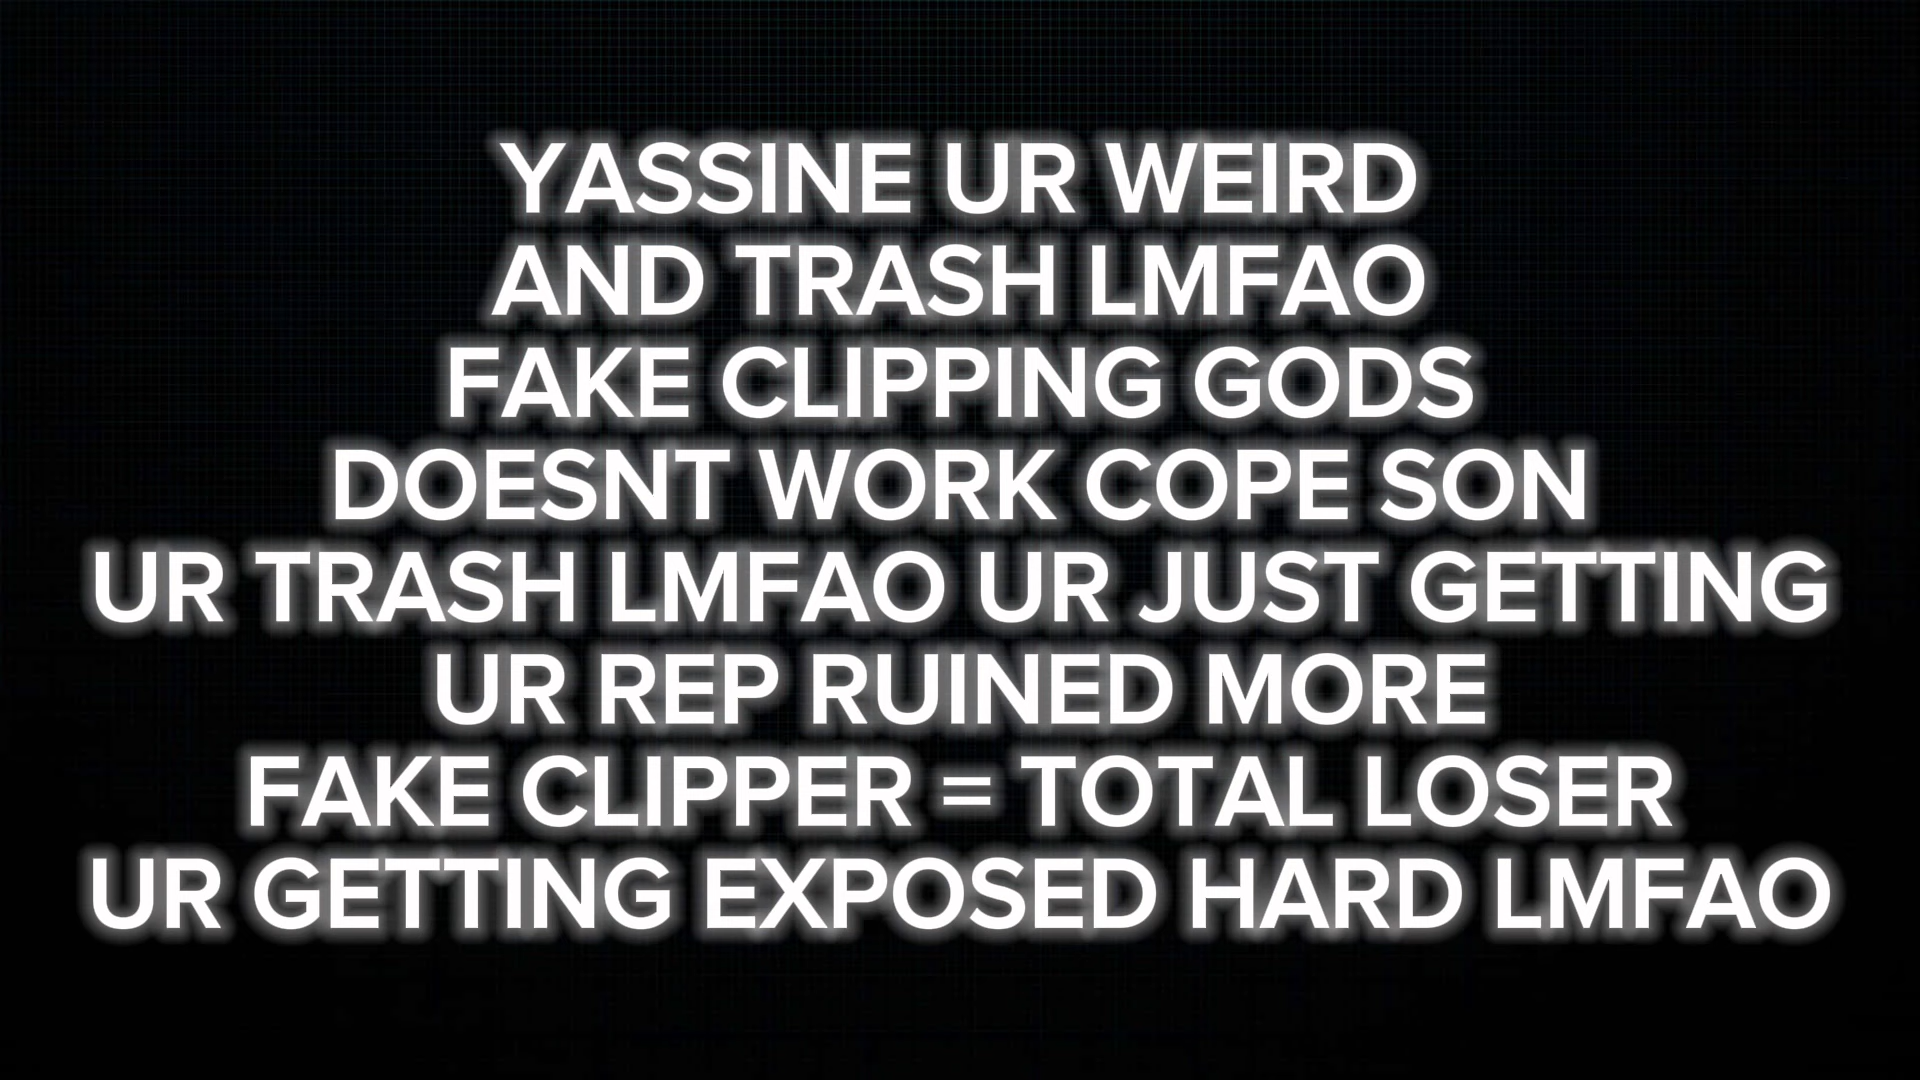 YASSINE UR WEIRD
AND TRASH LMFAO
FAKE CLIPPING GODS
DOESNT WORK COPE SON
UR TRASH LMFAO UR JUST GETTING
UR REP RUINED MORE
FAKE CLIPPER = TOTAL LOSER
UR GETTING EXPOSED HARD LMFAO